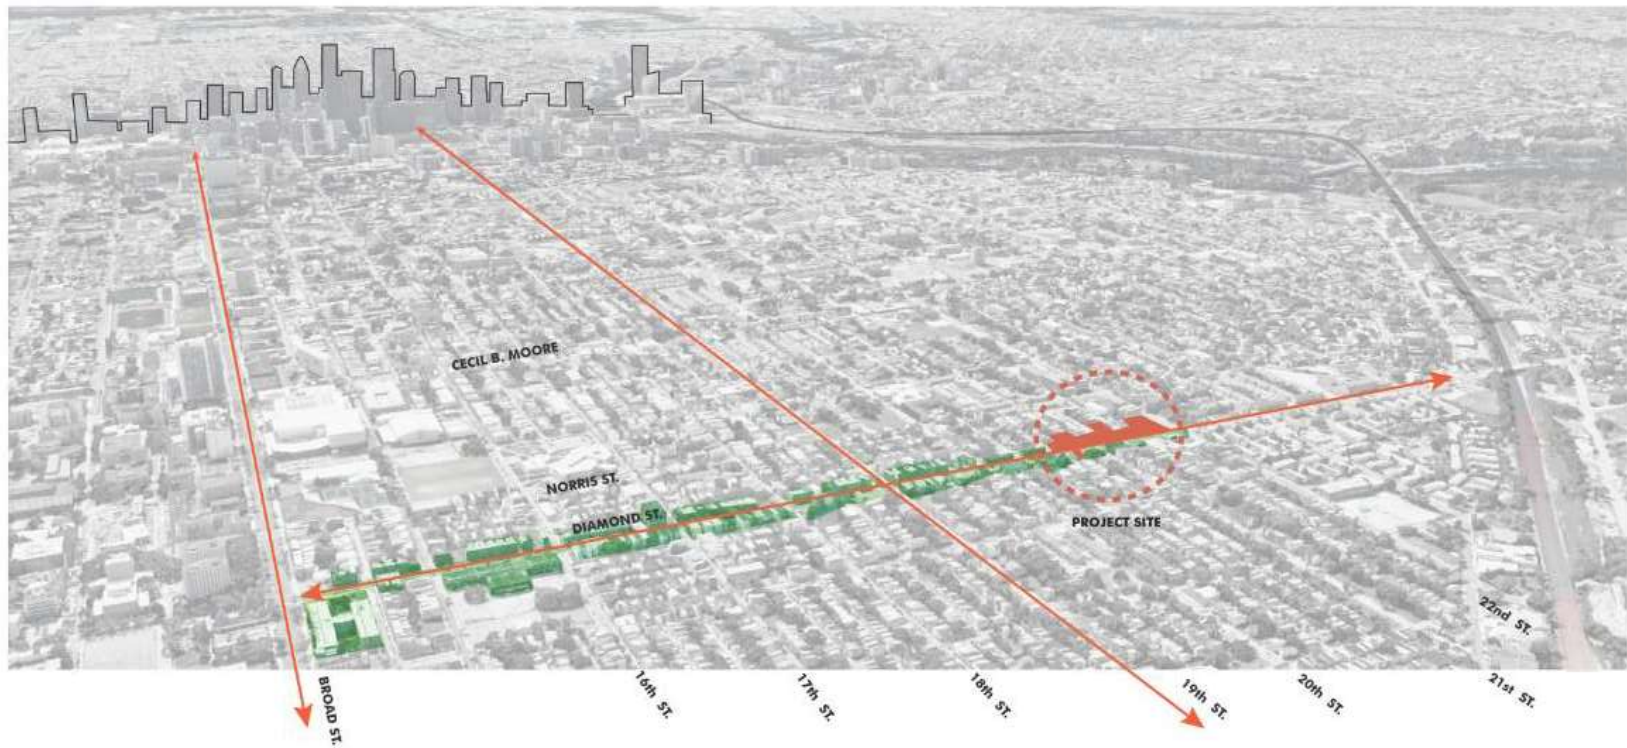 CECIL B. MOORE
NORRIS ST.
DIAMOND ST.
PROJECT SITE
22nd ST.
BROAD ST.
16th ST.
17th ST.
18th ST.
19th ST.
20th ST.
21st ST.